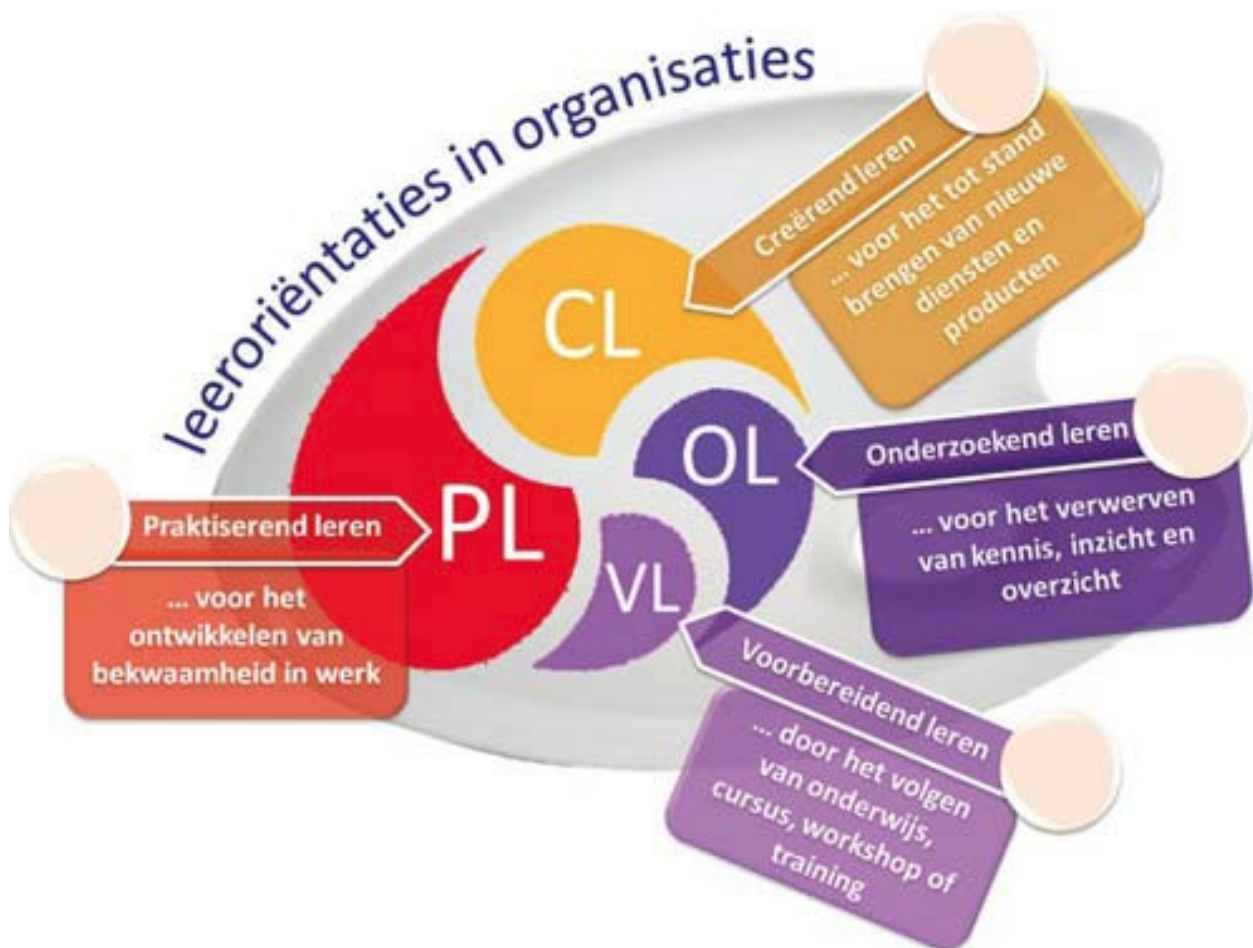 leeroriëntaties in organisaties
Creërend leren
... voor het tot stand
brengen van nieuwe
diensten en
producten
CL
Onderzoekend leren
... voor het verwerven
van kennis, inzicht en
overzicht
OL
Praktiserend leren
... voor het
ontwikkelen van
bekwaamheid in werk
PL
VL
Voorbereidend leren
... door het volgen
van onderwijs,
cursus, workshop of
training